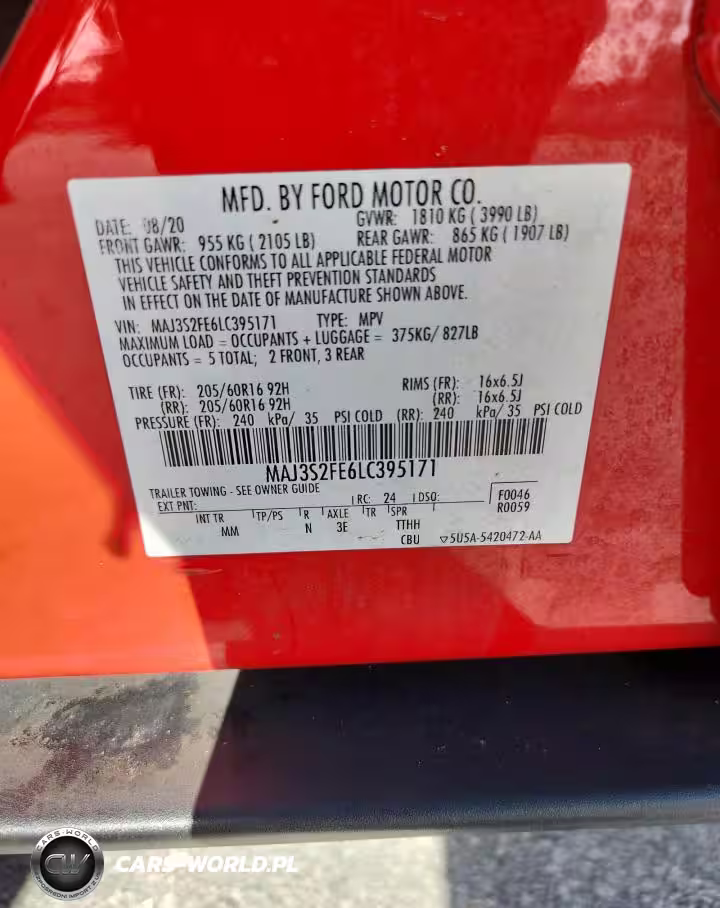 MFD. BY FORD MOTOR CO.
DATE: 08/20 GVWR: 1810 KG ( 3990 LB)
FRONT GAWR: 955 KG ( 2105 LB) REAR GAWR: 865 KG ( 1907 LB)
THIS VEHICLE CONFORMS TO ALL APPLICABLE FEDERAL MOTOR
VEHICLE SAFETY AND THEFT PREVENTION STANDARDS
IN EFFECT ON THE DATE OF MANUFACTURE SHOWN ABOVE.
VIN: MAJ3S2FE6LC395171 TYPE: MPV
MAXIMUM LOAD = OCCUPANTS + LUGGAGE = 375KG/ 827LB
OCCUPANTS = 5 TOTAL; 2 FRONT, 3 REAR
TIRE (FR): 205/60R16 92H RIMS (FR): 16x6.5J
(RR): 205/60R16 92H (RR): 16x6.5J
PRESSURE (FR): 240 kPa/ 35 PSI COLD (RR): 240 kPa/ 35 PSI COLD
MAJ3S2FE6LC395171
TRAILER TOWING - SEE OWNER GUIDE
EXT PNT: RC: 24 DSO: F0046
R0059
INT TR TP/PS R AXLE TR SPR
MM N 3E TTHH
CBU 5U5A-5420472-AA
CARS-WORLD
CW
CARS-WORLD.PL